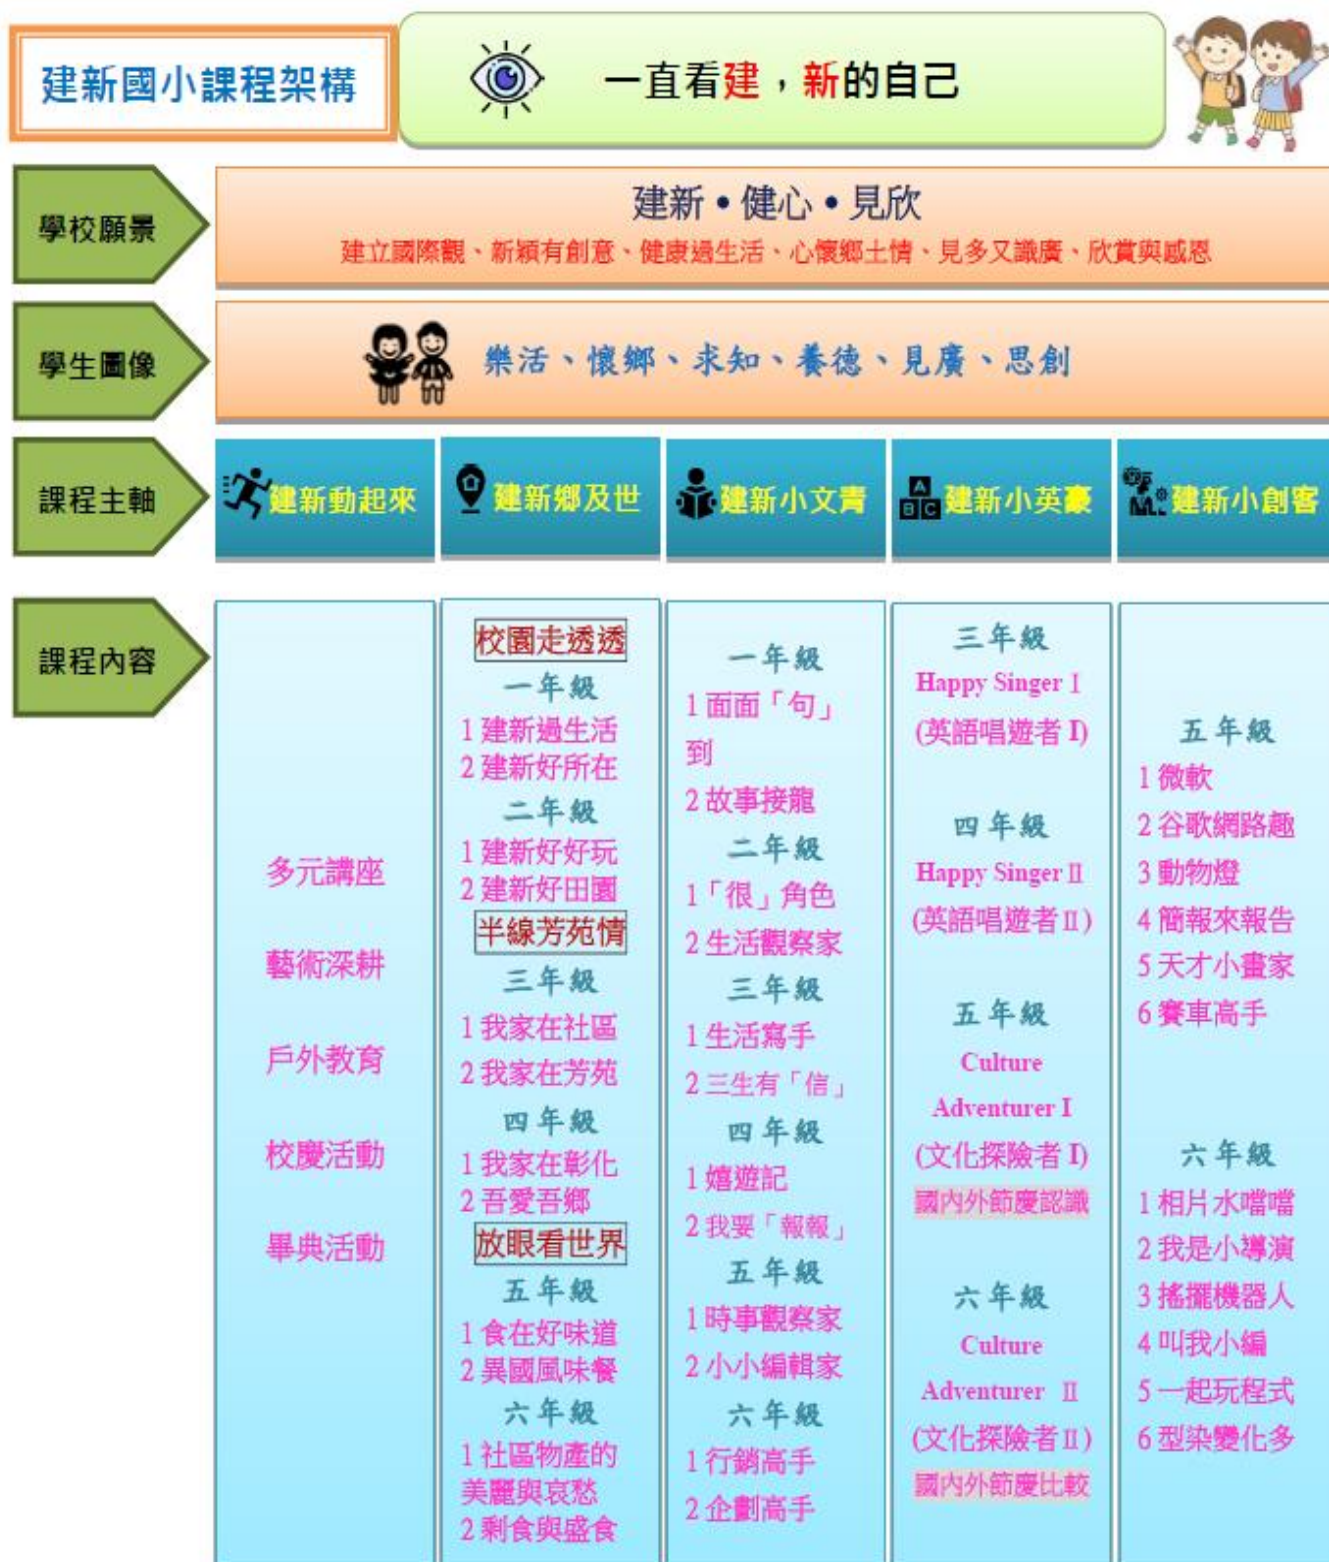 建新國小課程架構
一直看建，新的自己
學校願景
建新•健心•見欣
建立國際觀、新穎有創意、健康過生活、心懷鄉土情、見多又識廣、欣賞與感恩
學生圖像
樂活、懷鄉、求知、養德、見廣、思創
課程主軸
建新動起來
建新鄉及世
建新小文青
A
B C
建新小英豪
建新小創客
課程內容
多元講座
藝術深耕
戶外教育
校慶活動
畢典活動
校園走透透
一年級
1 建新過生活
2 建新好所在
二年級
1 建新好好玩
2 建新好田園
半線芳苑情
三年級
1 我家在社區
2 我家在芳苑
四年級
1 我家在彰化
2 吾愛吾鄉
放眼看世界
五年級
1 食在好味道
2 異國風味餐
六年級
1 社區物產的
美麗與哀愁
2 剩食與盛食
一年級
1 面面「句」
到
2 故事接龍
二年級
1「很」角色
2 生活觀察家
三年級
1 生活寫手
2 三生有「信」
四年級
1 嬉遊記
2 我要「報報」
五年級
1 時事觀察家
2 小小編輯家
六年級
1 行銷高手
2 企劃高手
三年級
Happy Singer Ⅰ
(英語唱遊者 I)
四年級
Happy Singer Ⅱ
(英語唱遊者Ⅱ)
五年級
Culture
Adventurer I
(文化探險者 I)
國內外節慶認識
六年級
Culture
Adventurer Ⅱ
(文化探險者Ⅱ)
國內外節慶比較
五年級
1 微軟
2 谷歌網路趣
3 動物燈
4 簡報來報告
5 天才小畫家
6 賽車高手
六年級
1 相片水噹噹
2 我是小導演
3 搖擺機器人
4 叫我小編
5 一起玩程式
6 型染變化多